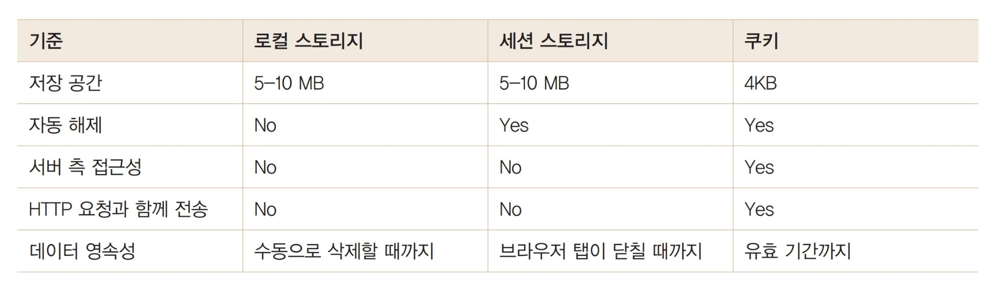 기준 로컬 스토리지 세션 스토리지 쿠키
저장 공간 5-10 MB 5-10 MB 4KB
자동 해제 No Yes Yes
서버 측 접근성 No No Yes
HTTP 요청과 함께 전송 No No Yes
데이터 영속성 수동으로 삭제할 때까지 브라우저 탭이 닫칠 때까지 유효 기간까지